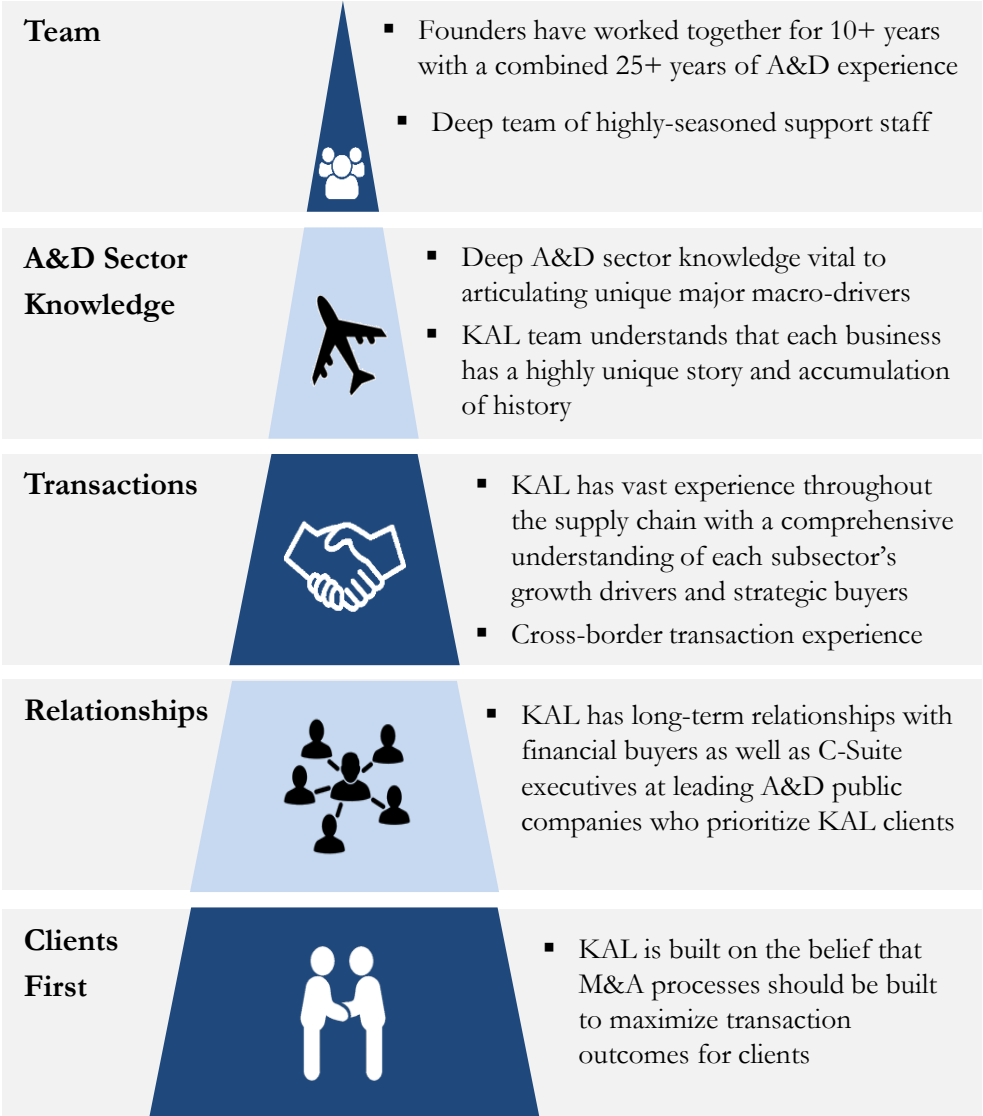 Team
▪ Founders have worked together for 10+ years
with a combined 25+ years of A&D experience
▪ Deep team of highly-seasoned support staff
A&D Sector
Knowledge
▪ Deep A&D sector knowledge vital to
articulating unique major macro-drivers
▪ KAL team understands that each business
has a highly unique story and accumulation
of history
Transactions
▪ KAL has vast experience throughout
the supply chain with a comprehensive
understanding of each subsector’s
growth drivers and strategic buyers
▪ Cross-border transaction experience
Relationships
▪ KAL has long-term relationships with
financial buyers as well as C-Suite
executives at leading A&D public
companies who prioritize KAL clients
Clients
First
▪ KAL is built on the belief that
M&A processes should be built
to maximize transaction
outcomes for clients